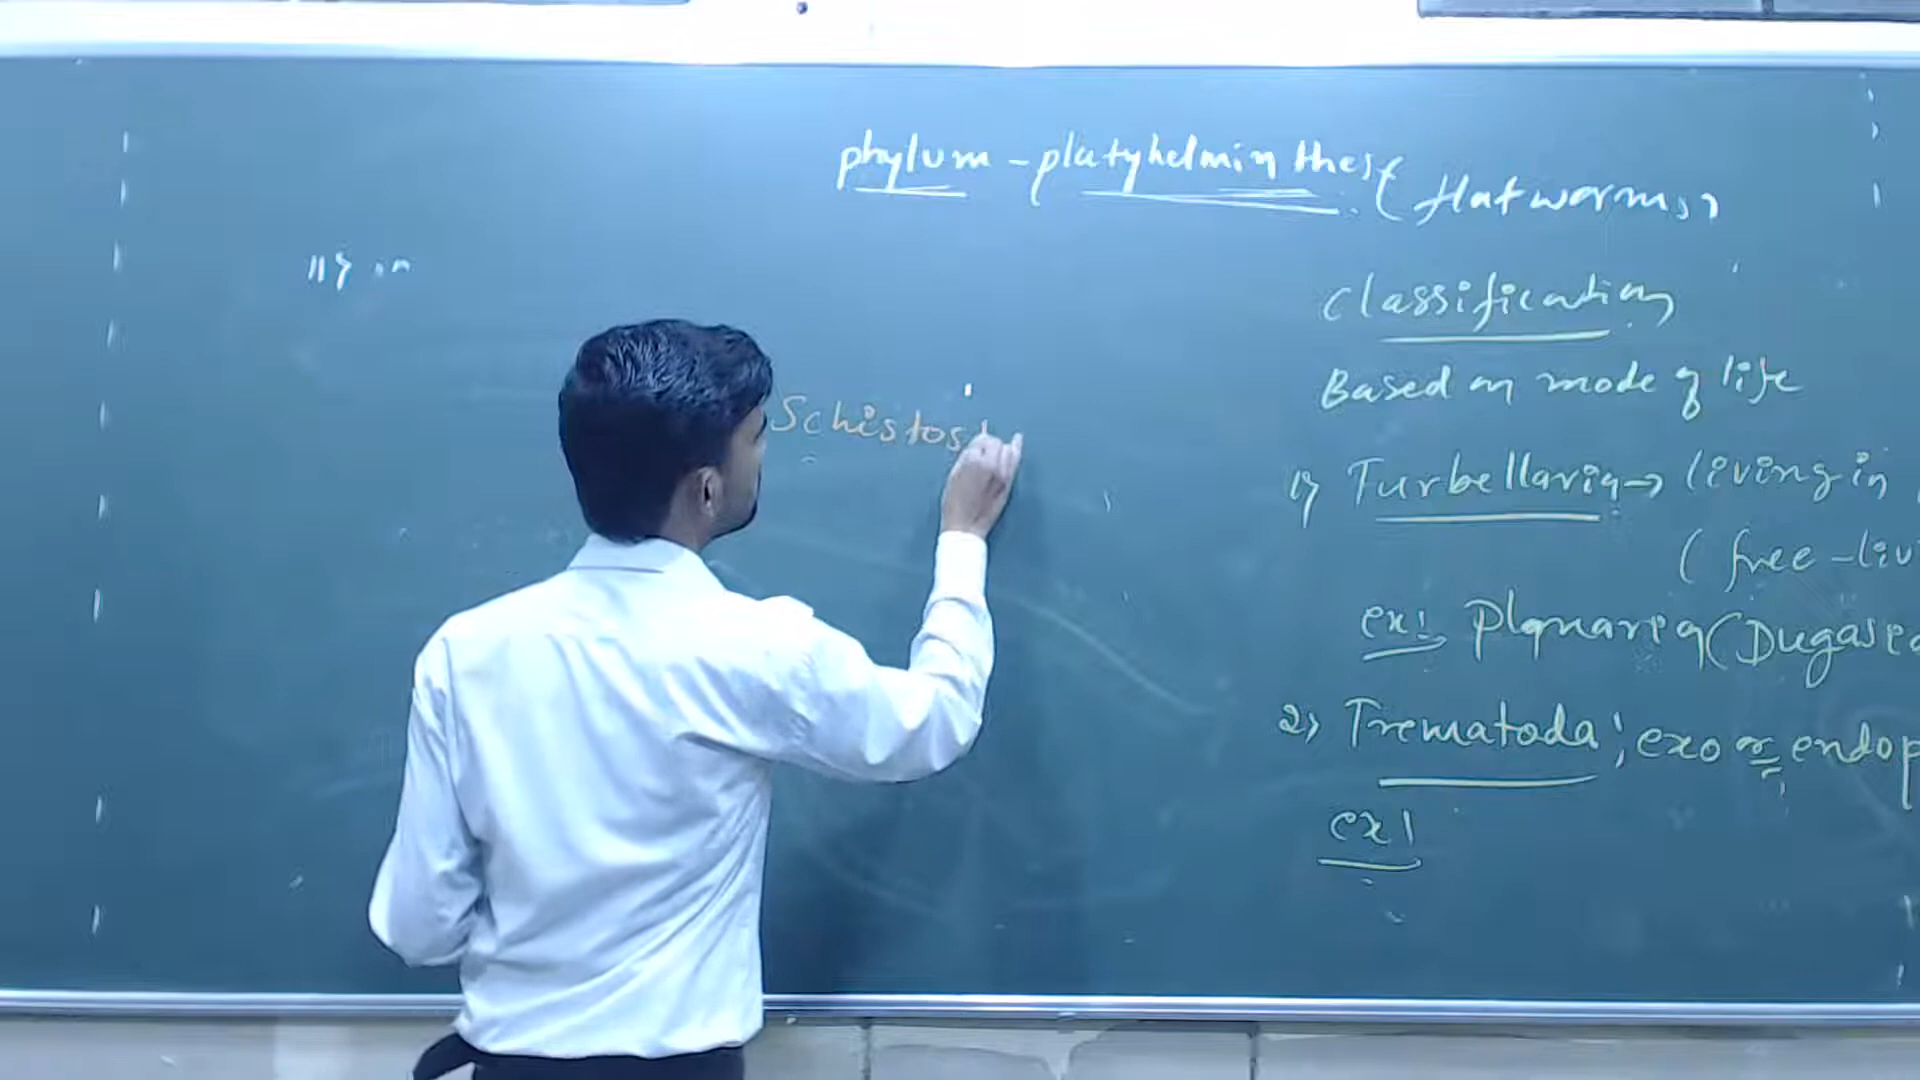 phylum - platyhelminthes (flatworms)
Classification
Based on mode of life
1) Turbellaria → living in
(free-liv
ex: Planaria (Dugasia
2) Trematoda; exo or endop
ex!
Schistos